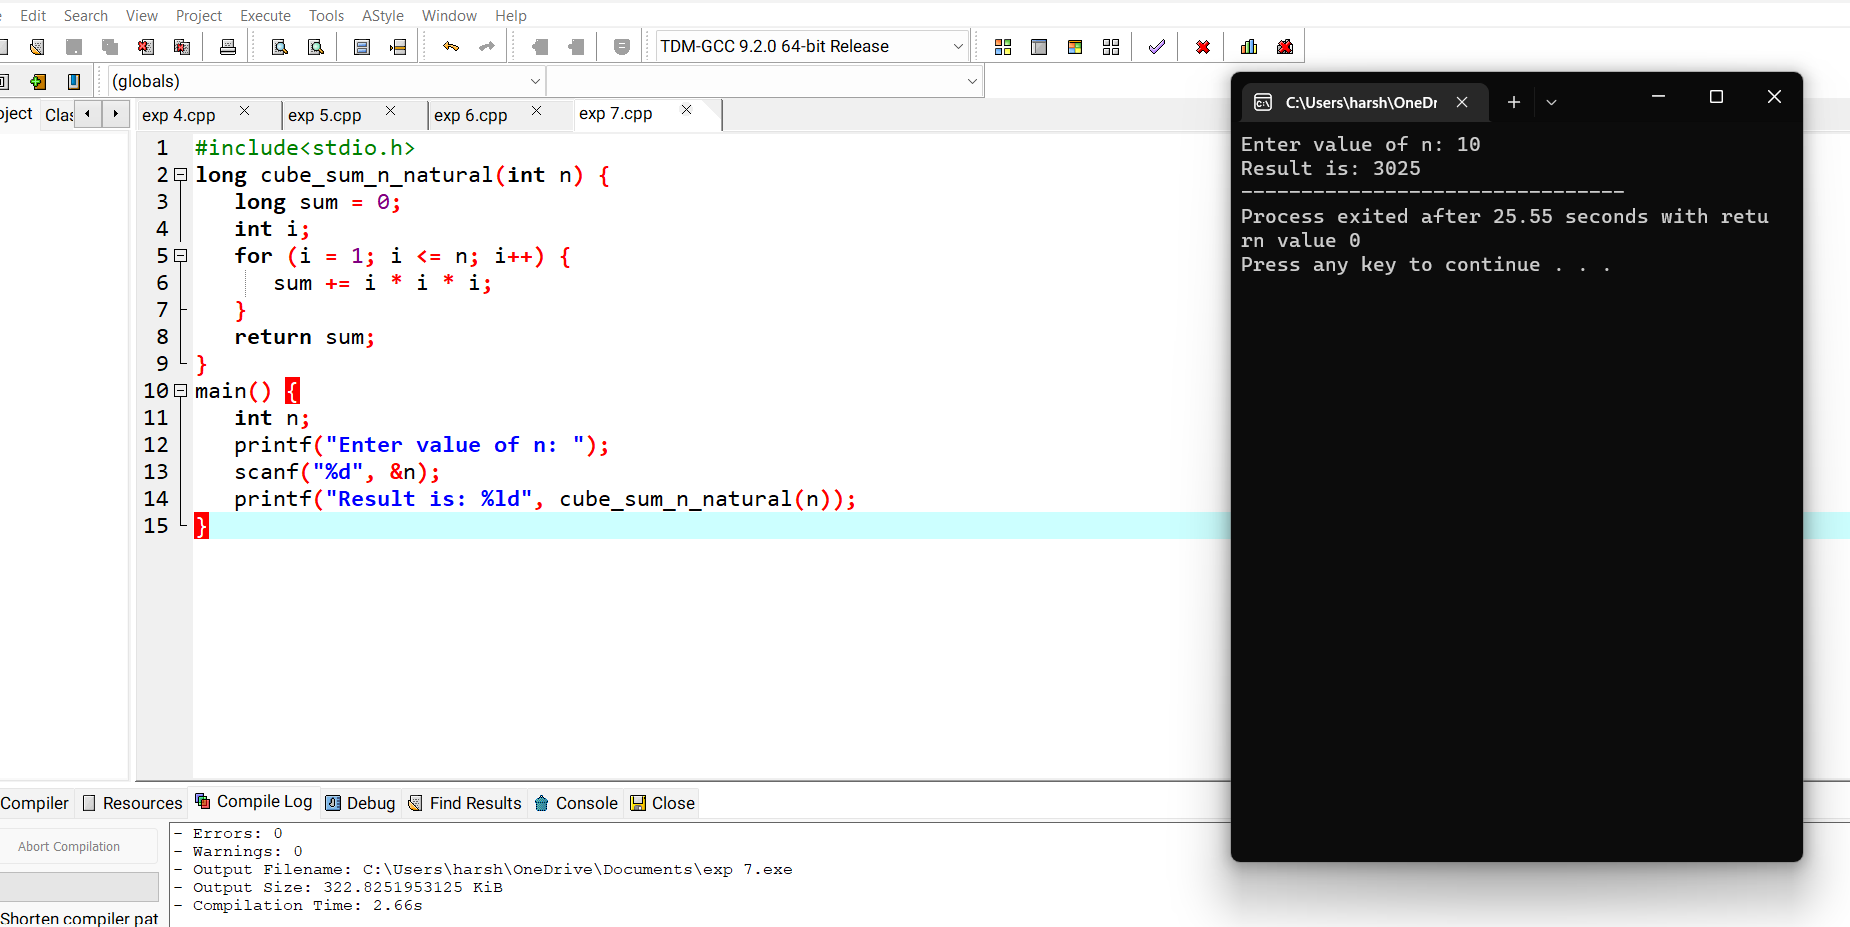 Edit Search View Project Execute Tools AStyle Window Help
TDM-GCC 9.2.0 64-bit Release
(globals)
oject Clas exp 4.cpp exp 5.cpp exp 6.cpp exp 7.cpp
1 #include<stdio.h>
2 long cube_sum_n_natural(int n) {
3 long sum = 0;
4 int i;
5 for (i = 1; i <= n; i++) {
6 sum += i * i * i;
7 }
8 return sum;
9 }
10 main() {
11 int n;
12 printf("Enter value of n: ");
13 scanf("%d", &n);
14 printf("Result is: %ld", cube_sum_n_natural(n));
15 }
C:\Users\harsh\OneDr
Enter value of n: 10
Result is: 3025
--------------------------------
Process exited after 25.55 seconds with retu
rn value 0
Press any key to continue . . .
Compiler Resources Compile Log Debug Find Results Console Close
Abort Compilation
Shorten compiler pat
- Errors: 0
- Warnings: 0
- Output Filename: C:\Users\harsh\OneDrive\Documents\exp 7.exe
- Output Size: 322.8251953125 KiB
- Compilation Time: 2.66s